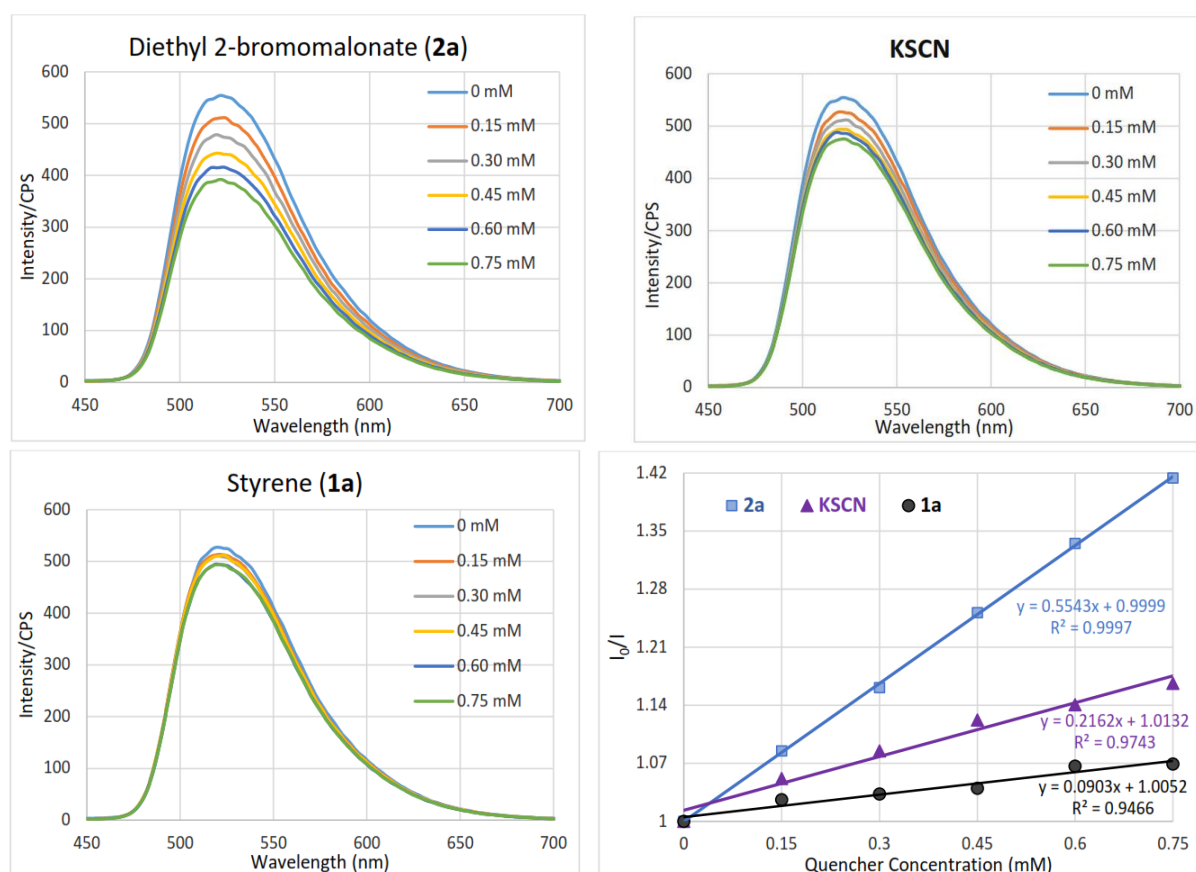 Diethyl 2-bromomalonate (2a)
Intensity/CPS
600
500
400
300
200
100
0
450 500 550 600 650 700
Wavelength (nm)
0 mM
0.15 mM
0.30 mM
0.45 mM
0.60 mM
0.75 mM
KSCN
Intensity/CPS
600
500
400
300
200
100
0
450 500 550 600 650 700
Wavelength (nm)
0 mM
0.15 mM
0.30 mM
0.45 mM
0.60 mM
0.75 mM
Styrene (1a)
Intensity/CPS
600
500
400
300
200
100
0
450 500 550 600 650 700
Wavelength (nm)
0 mM
0.15 mM
0.30 mM
0.45 mM
0.60 mM
0.75 mM
I₀/I
1.42
1.35
1.28
1.21
1.14
1.07
1
2a KSCN 1a
y = 0.5543x + 0.9999
R² = 0.9997
y = 0.2162x + 1.0132
R² = 0.9743
y = 0.0903x + 1.0052
R² = 0.9466
0 0.15 0.3 0.45 0.6 0.75
Quencher Concentration (mM)